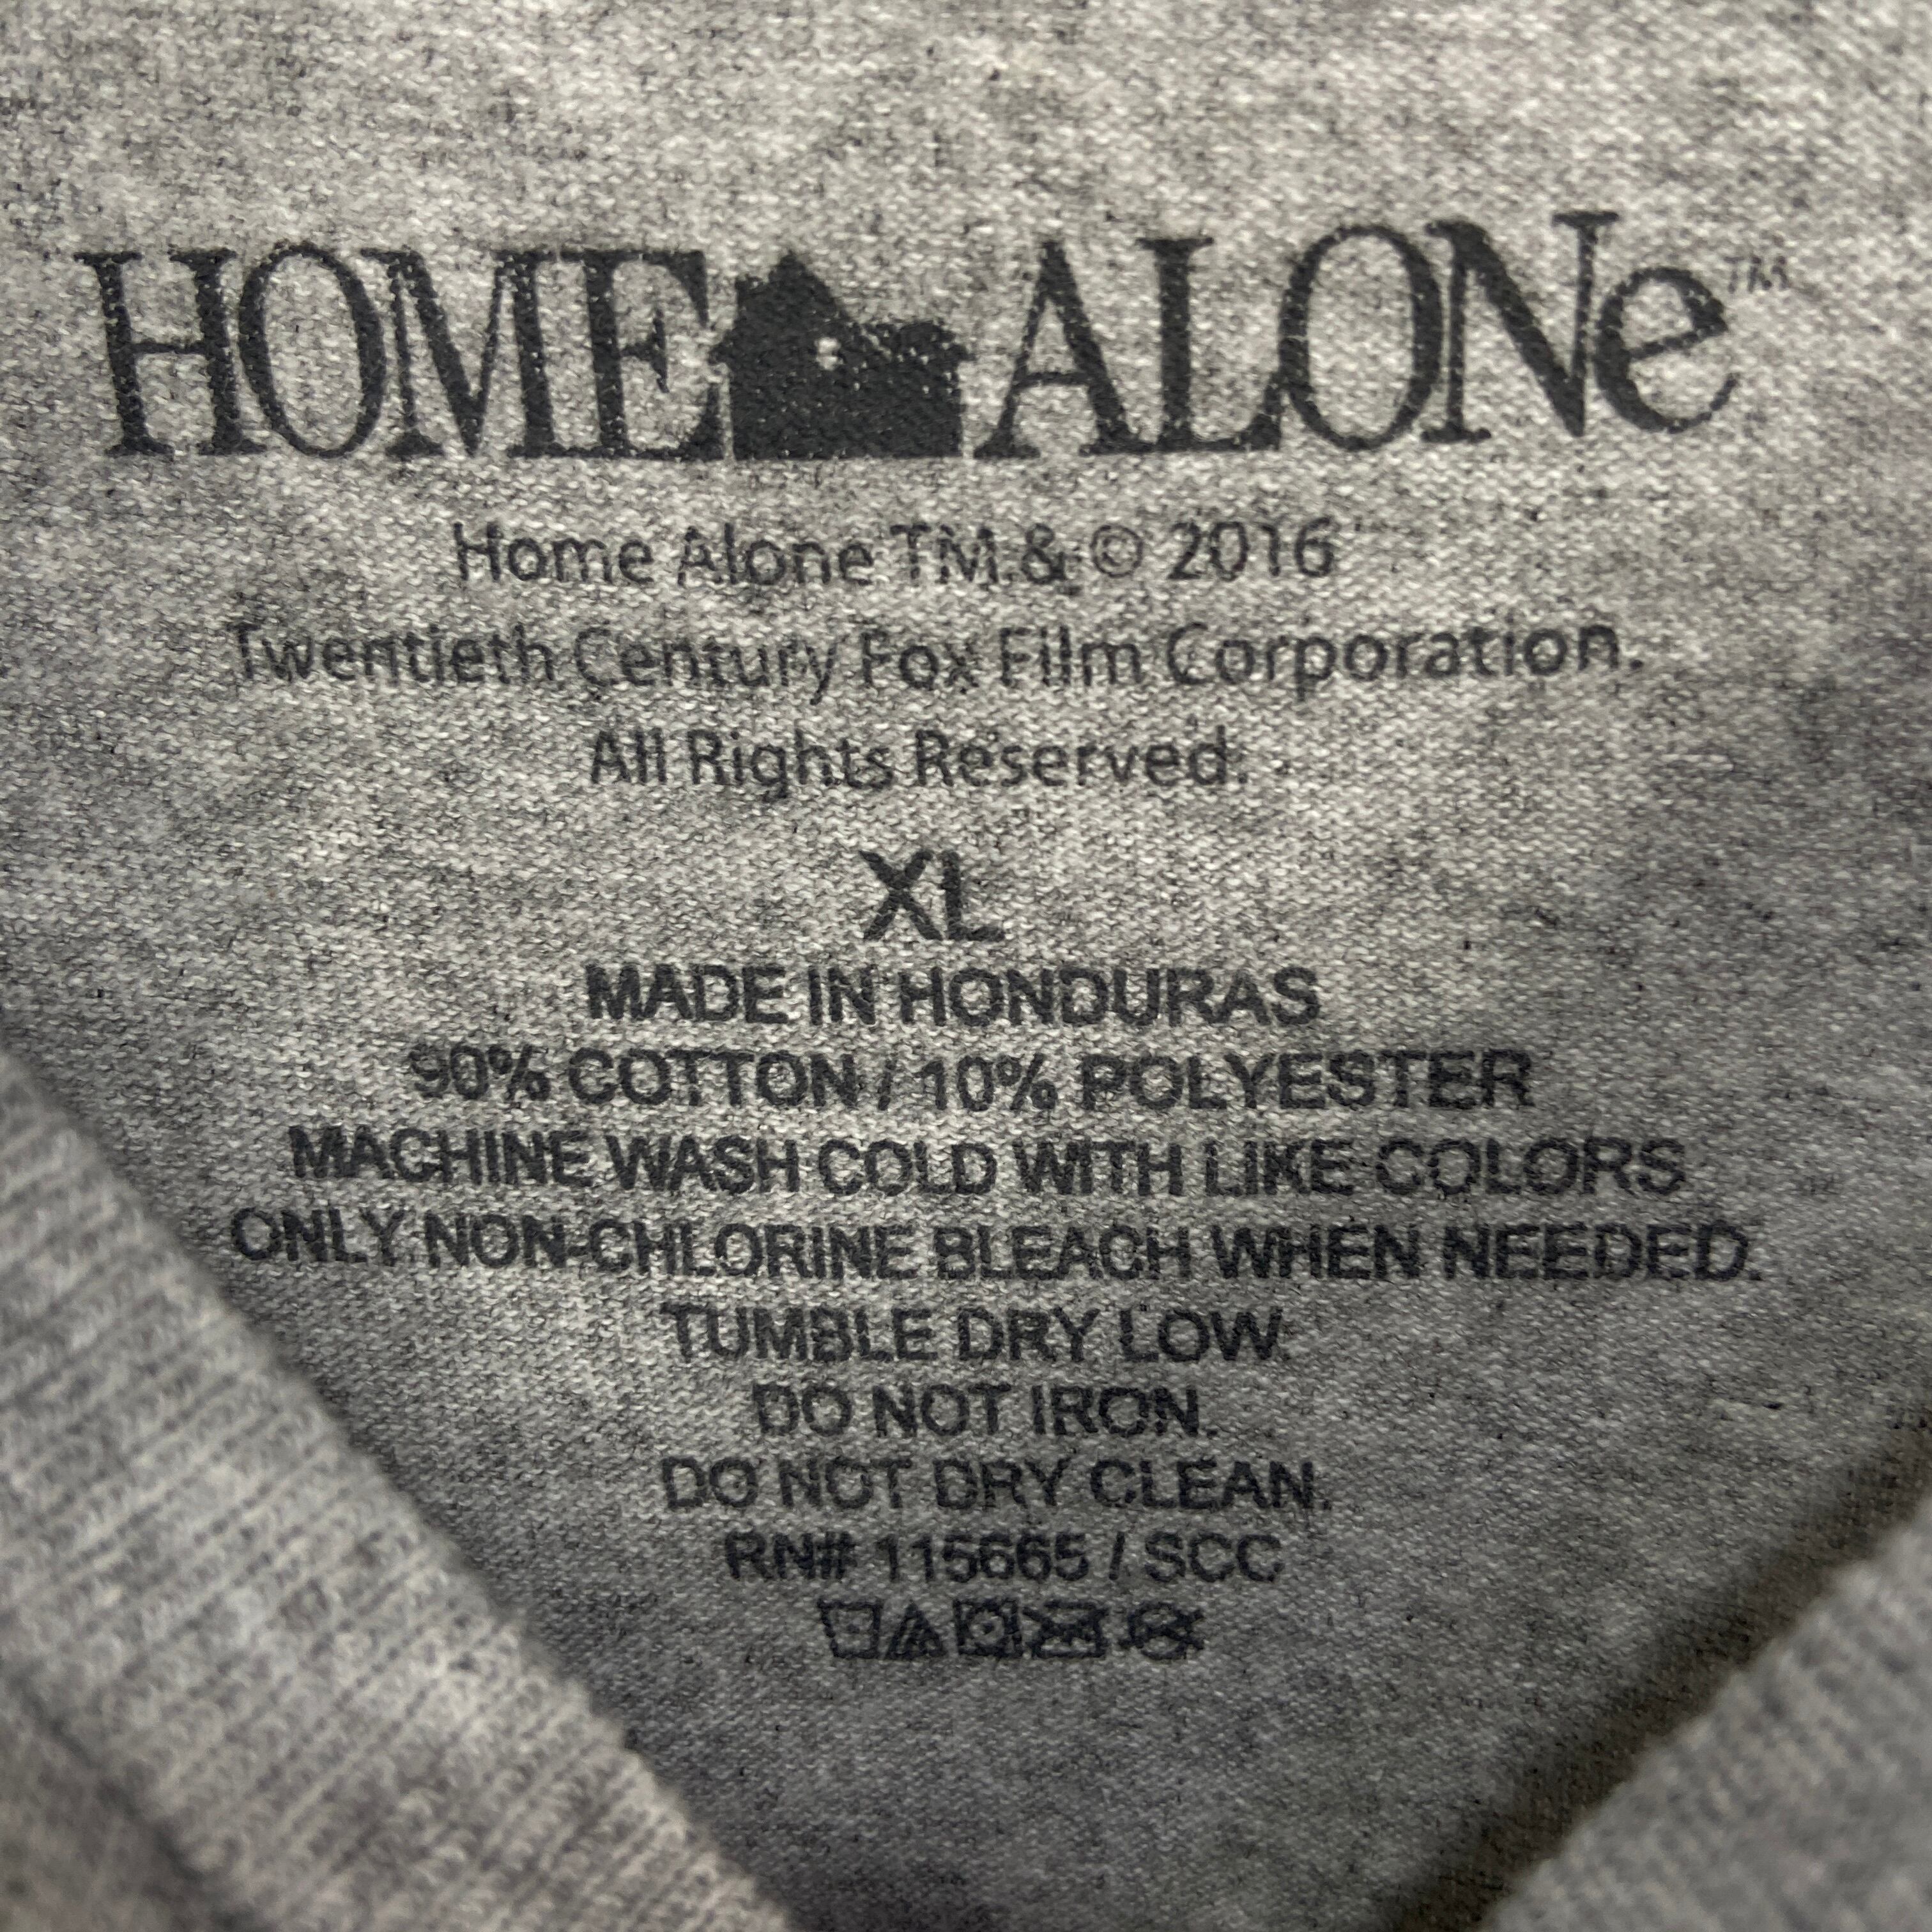 HOME ALONe™
Home Alone TM & © 2016
Twentieth Century Fox Film Corporation.
All Rights Reserved.
XL
MADE IN HONDURAS
90% COTTON / 10% POLYESTER
MACHINE WASH COLD WITH LIKE COLORS
ONLY NON-CHLORINE BLEACH WHEN NEEDED.
TUMBLE DRY LOW.
DO NOT IRON.
DO NOT DRY CLEAN.
RN# 115665 / SCC